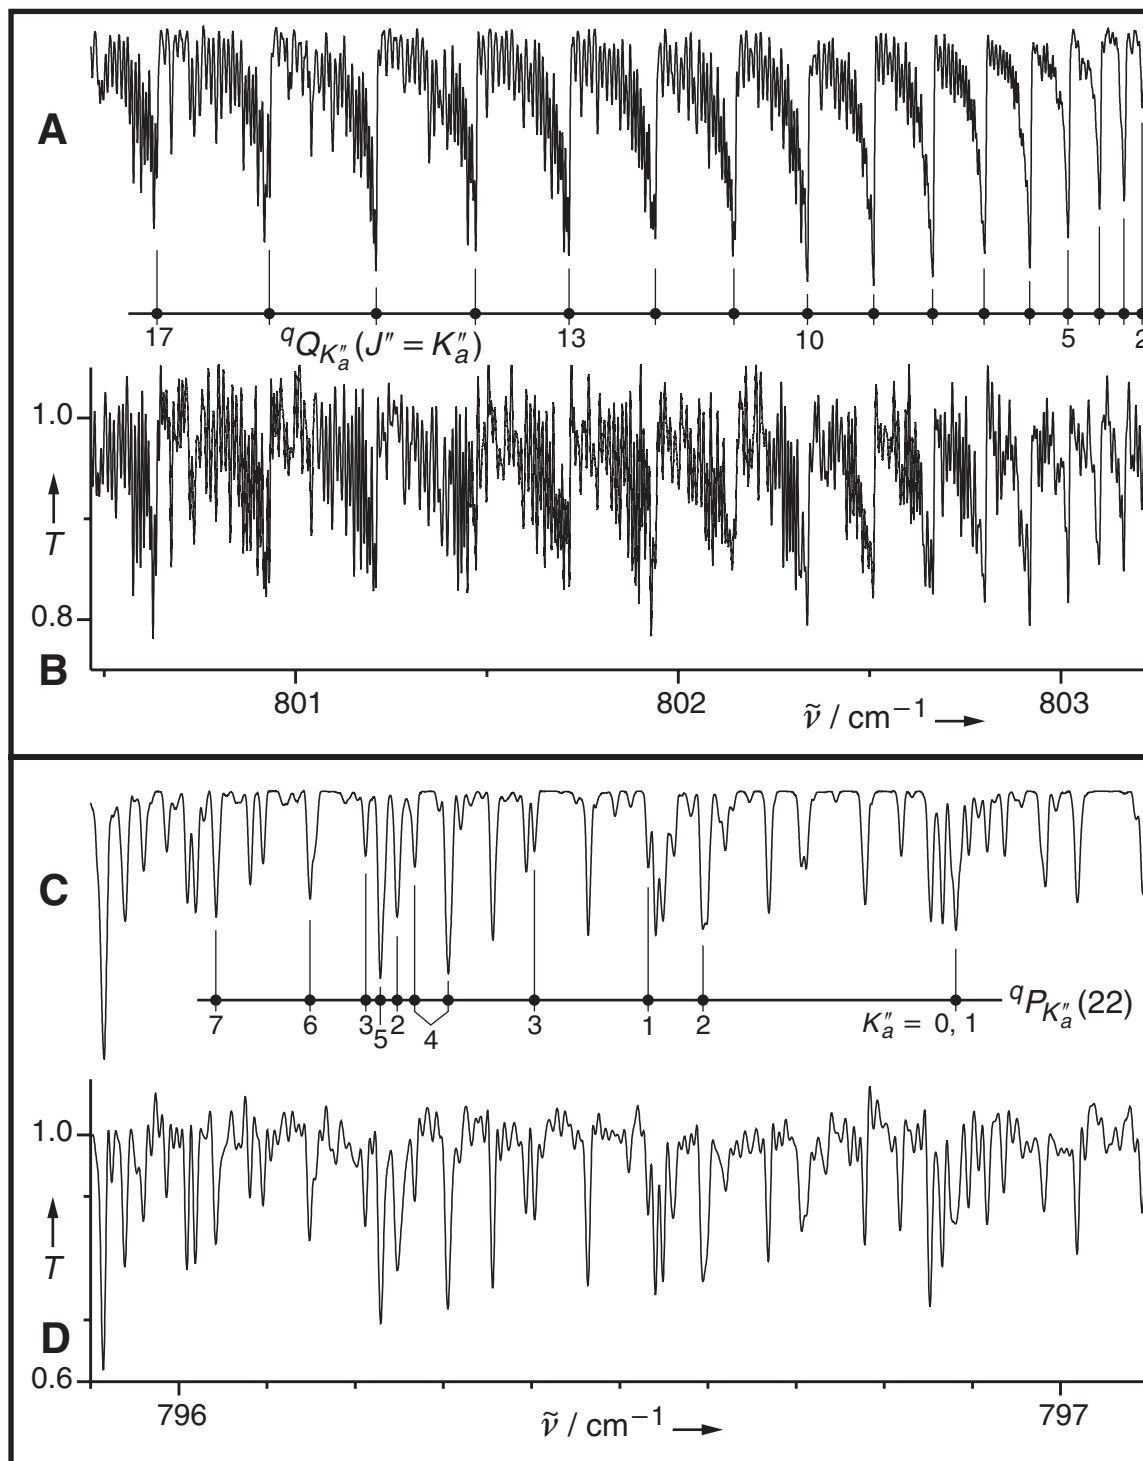 A
17 13 10 5 2
qQK″a(J″ = K″a)
1.0
T
0.8
B
801 802 803
ν̃ / cm−1
C
7 6 3 5 2 4 3 1 2 K″a = 0, 1
qPK″a(22)
1.0
T
D
0.6
796 797
ν̃ / cm−1